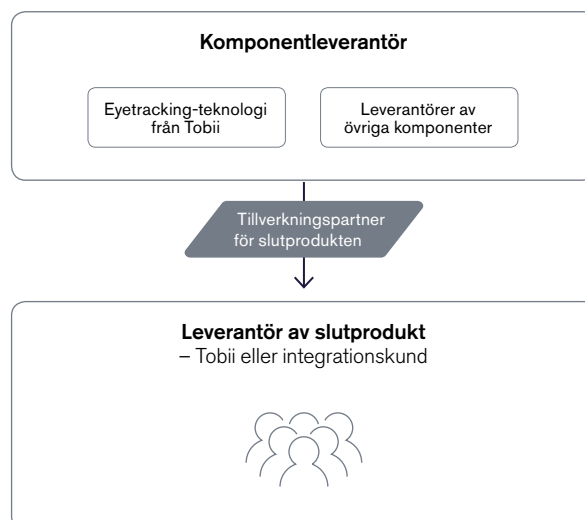 Komponentleverantör
Eyetracking-teknologi
från Tobii
Leverantörer av
övriga komponenter
Tillverkningspartner
för slutprodukten
Leverantör av slutprodukt
– Tobii eller integrationskund